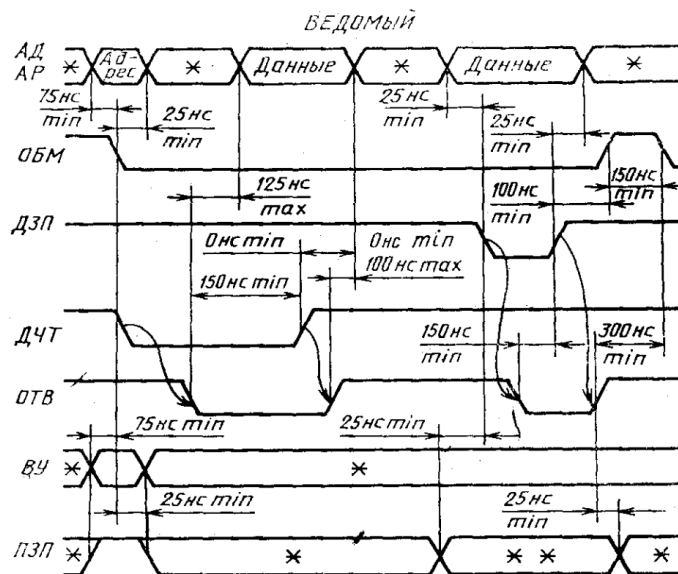 ВЕДОМЫЙ
АД
АР
*
Ад-
рес
*
Данные
*
Данные
*
75нс
min
25нс
min
25нс
min
25нс
min
ОБМ
125нс
max
100нс
min
150нс
min
ДЗП
0нс min
0нс min
150нс min
100нс max
ДЧТ
150нс
min
300нс
min
ОТВ
75нс min
25нс min
ВУ
*
*
25нс min
25нс
min
ПЗП
*
*
* *
*